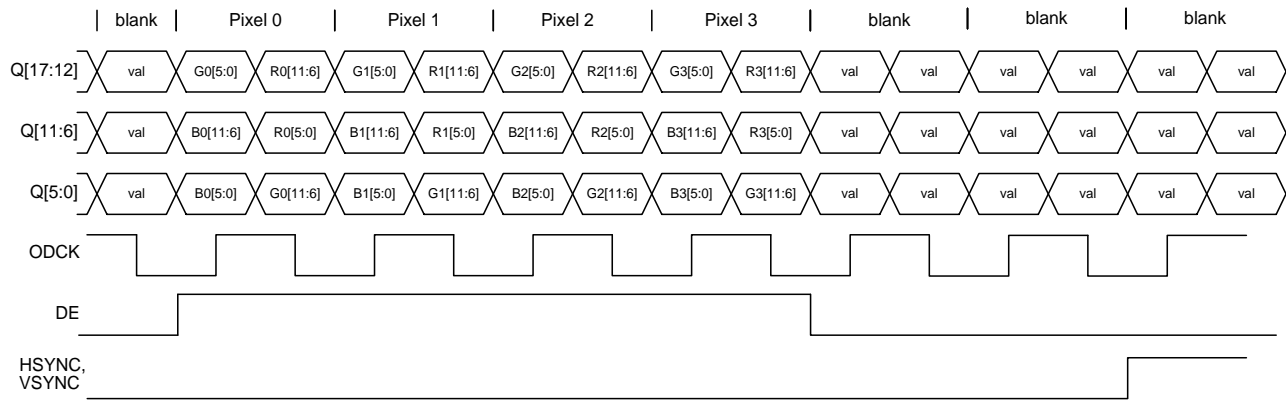 blank Pixel 0 Pixel 1 Pixel 2 Pixel 3 blank blank blank
Q[17:12] val G0[5:0] R0[11:6] G1[5:0] R1[11:6] G2[5:0] R2[11:6] G3[5:0] R3[11:6] val val val val val val
Q[11:6] val B0[11:6] R0[5:0] B1[11:6] R1[5:0] B2[11:6] R2[5:0] B3[11:6] R3[5:0] val val val val val val
Q[5:0] val B0[5:0] G0[11:6] B1[5:0] G1[11:6] B2[5:0] G2[11:6] B3[5:0] G3[11:6] val val val val val val
ODCK
DE
HSYNC,
VSYNC